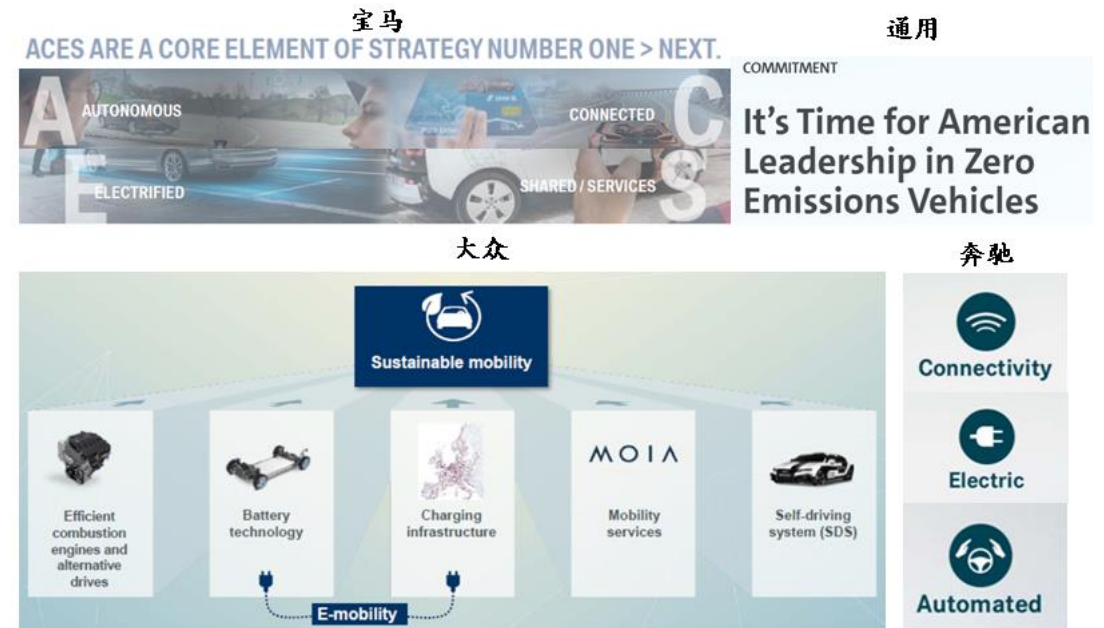 宝马
ACES ARE A CORE ELEMENT OF STRATEGY NUMBER ONE > NEXT.
A
AUTONOMOUS
CONNECTED
C
E
ELECTRIFIED
SHARED / SERVICES
S
通用
COMMITMENT
It's Time for American
Leadership in Zero
Emissions Vehicles
大众
Sustainable mobility
Efficient
combustion
engines and
alternative
drives
Battery
technology
Charging
infrastructure
MOIA
Mobility
services
Self-driving
system (SDS)
E-mobility
奔驰
Connectivity
Electric
Automated